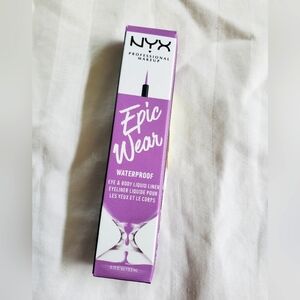 NYX
PROFESSIONAL
MAKEUP
Epic
Wear
WATERPROOF
EYE & BODY LIQUID LINER
EYELINER LIQUIDE POUR
LES YEUX ET LE CORPS